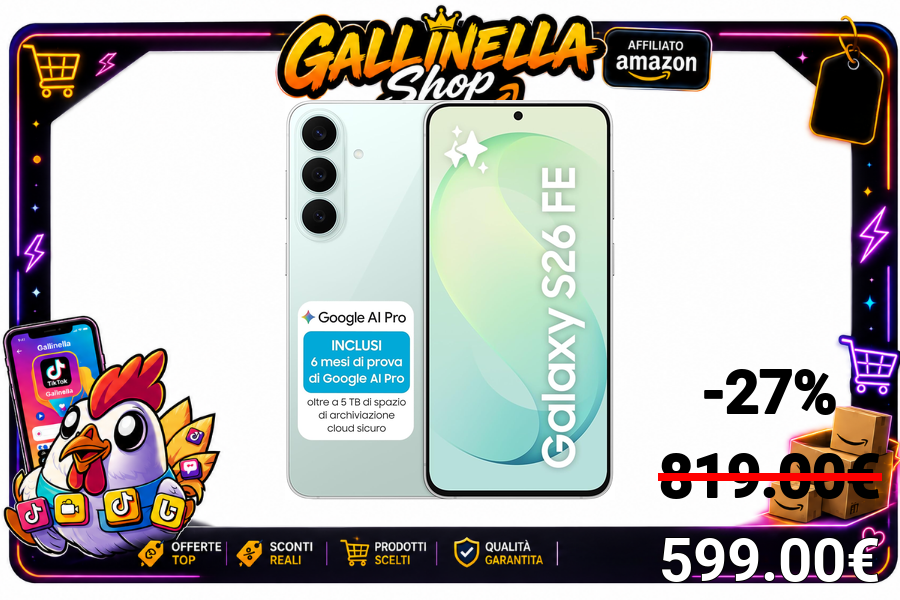 GALLINELLA
Shop
AFFILIATO
amazon
Galaxy S26 FE
Google AI Pro
INCLUSI
6 mesi di prova
di Google AI Pro
oltre a 5 TB di spazio
di archiviazione
cloud sicuro
Gallinella
TikTok
Gallinella
-27%
819.00€
599.00€
OFFERTE
TOP
SCONTI
REALI
PRODOTTI
SCELTI
QUALITÀ
GARANTITA